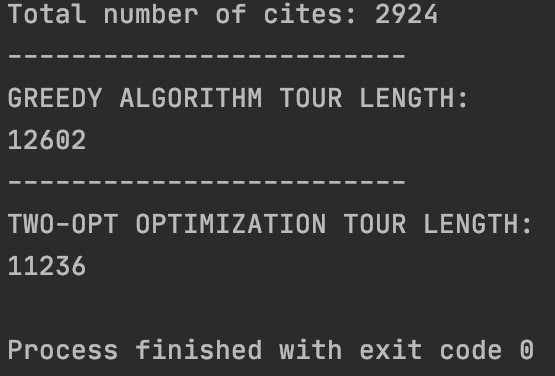 Total number of cites: 2924
-------------------------
GREEDY ALGORITHM TOUR LENGTH:
12602
-------------------------
TWO-OPT OPTIMIZATION TOUR LENGTH:
11236
Process finished with exit code 0